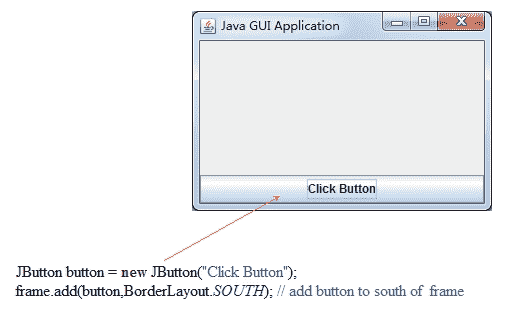 Java GUI Application
Click Button
JButton button = new JButton("Click Button");
frame.add(button,BorderLayout.SOUTH); // add button to south of frame